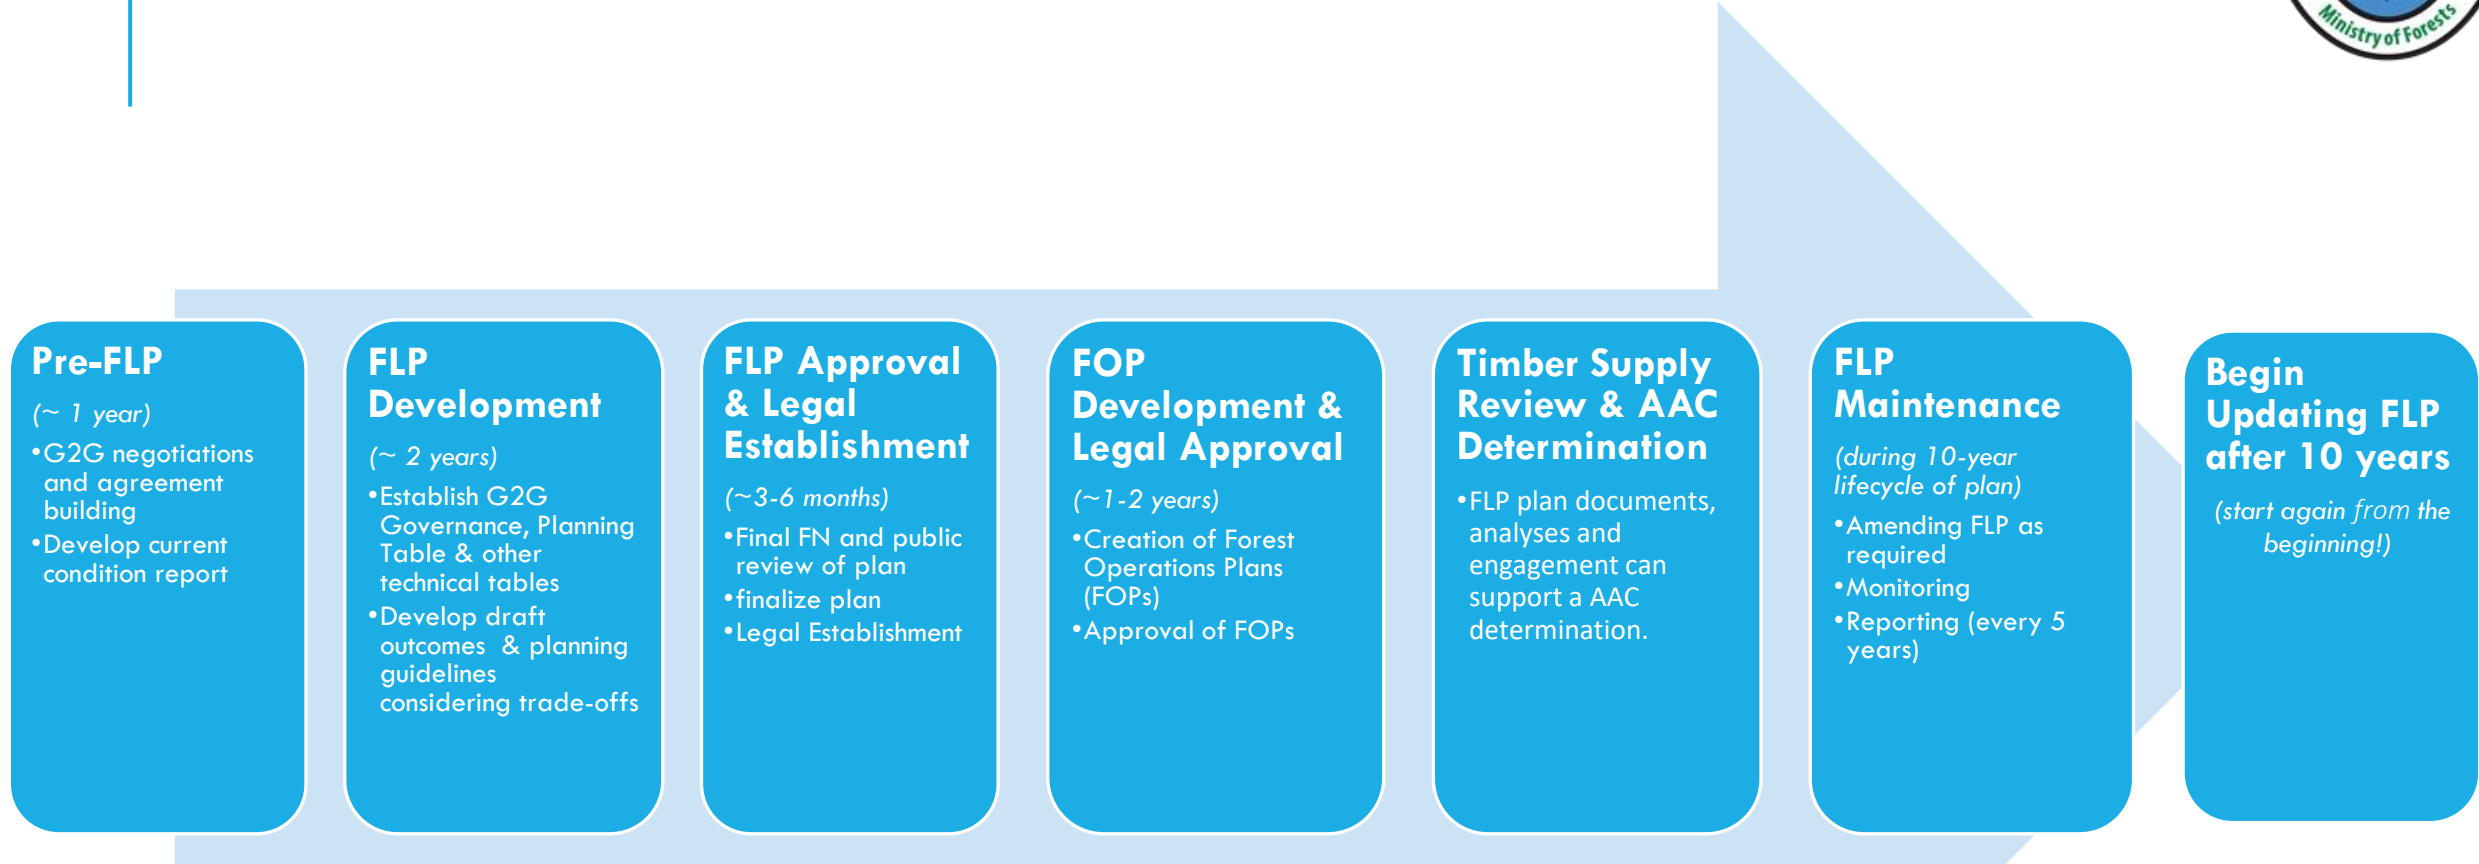 Ministry of Forests
Pre-FLP
(~ 1 year)
•G2G negotiations
and agreement
building
•Develop current
condition report
FLP
Development
(~ 2 years)
•Establish G2G
Governance, Planning
Table & other
technical tables
•Develop draft
outcomes & planning
guidelines
considering trade-offs
FLP Approval
& Legal
Establishment
(~3-6 months)
•Final FN and public
review of plan
•finalize plan
•Legal Establishment
FOP
Development &
Legal Approval
(~1-2 years)
•Creation of Forest
Operations Plans
(FOPs)
•Approval of FOPs
Timber Supply
Review & AAC
Determination
•FLP plan documents,
analyses and
engagement can
support a AAC
determination.
FLP
Maintenance
(during 10-year
lifecycle of plan)
•Amending FLP as
required
•Monitoring
•Reporting (every 5
years)
Begin
Updating FLP
after 10 years
(start again from the
beginning!)